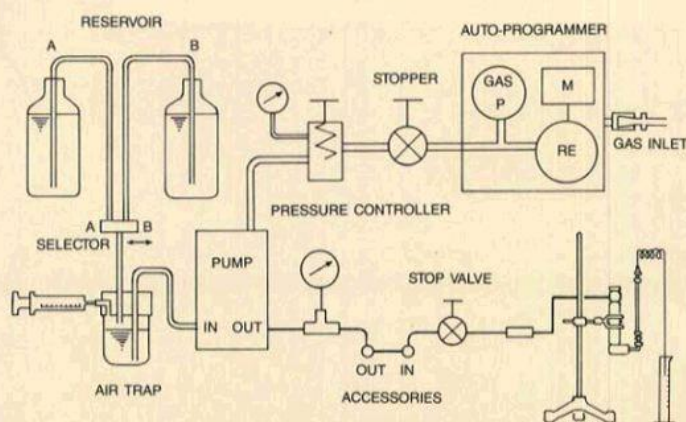 RESERVOIR
A
B
AUTO-PROGRAMMER
STOPPER
GAS
P
M
RE
GAS INLET
A B
SELECTOR
PRESSURE CONTROLLER
PUMP
STOP VALVE
IN OUT
OUT IN
AIR TRAP
ACCESSORIES